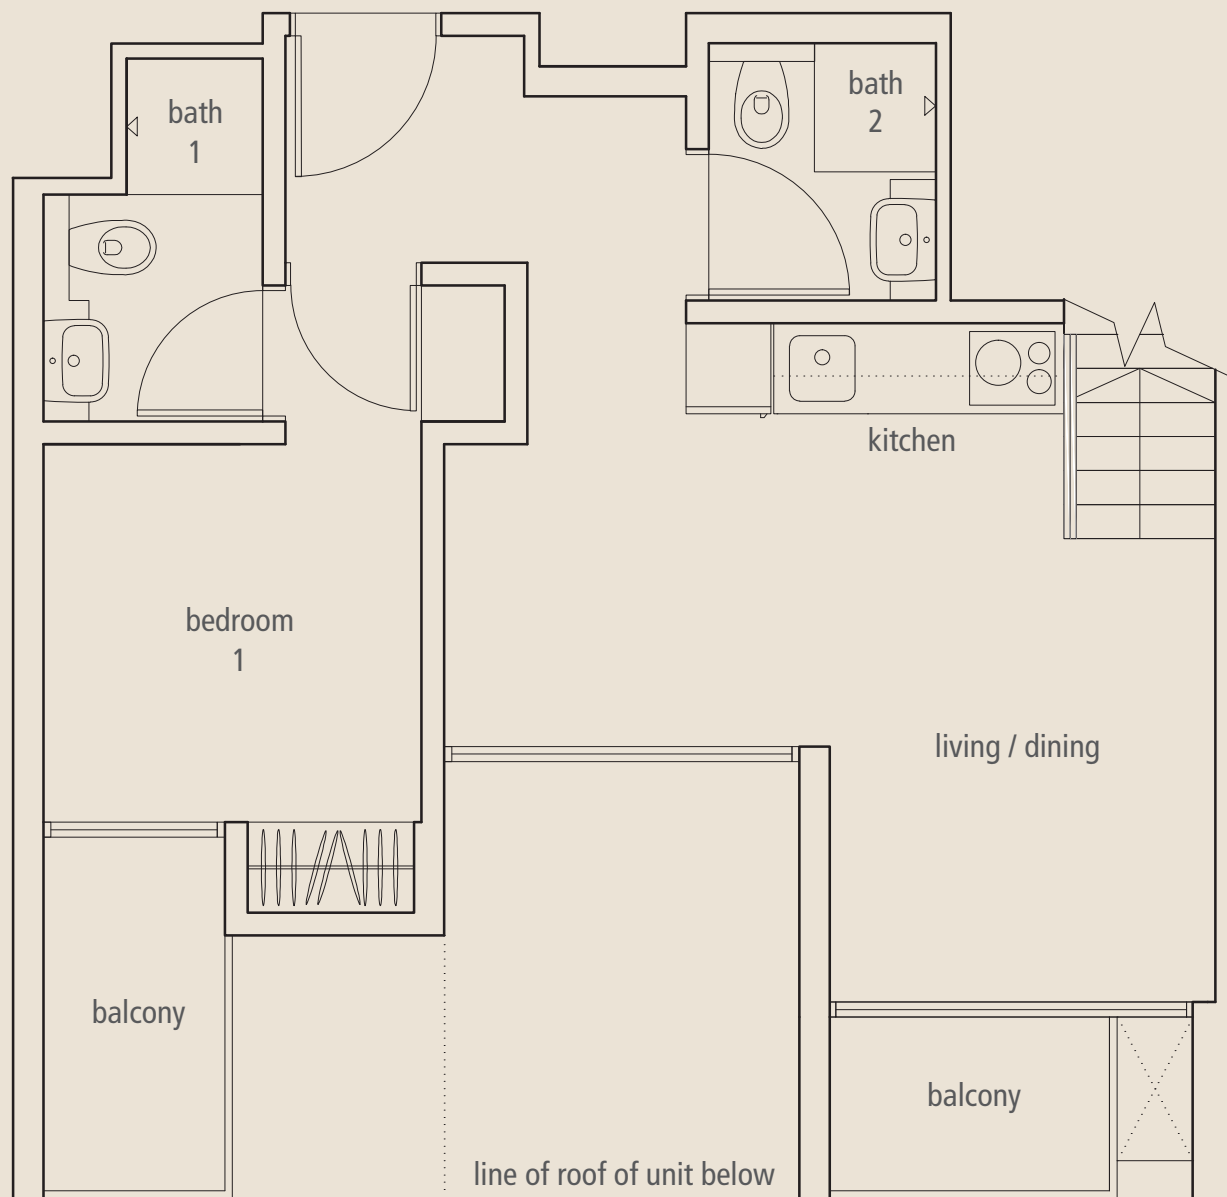 bath
1
bath
2
kitchen
bedroom
1
living / dining
balcony
balcony
line of roof of unit below